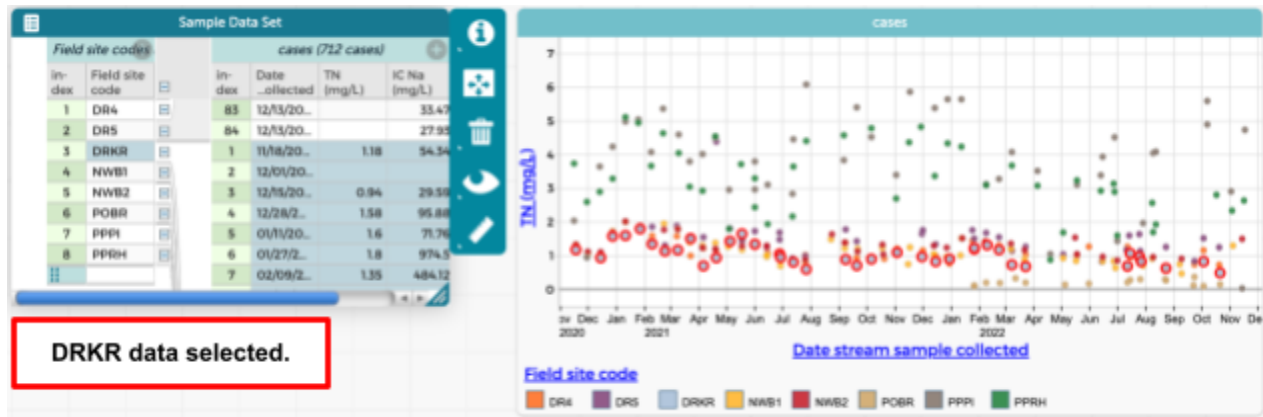 Sample Data Set
Field site codes
cases (712 cases)
in-dex Field site code
in-dex Date ...ollected TN (mg/L) IC Na (mg/L)
1 DR4
83 12/13/20... 33.47
2 DR5
84 12/13/20... 27.93
3 DRKR
1 11/18/20... 1.18 54.34
4 NWB1
2 12/01/20...
5 NWB2
3 12/15/20... 0.94 29.59
6 POBR
4 12/28/2... 1.58 95.88
7 PPPI
5 01/11/20... 1.6 71.76
8 PPRH
6 01/27/2... 1.8 974.5
7 02/09/2... 1.35 484.12
DRKR data selected.
cases
7
6
5
4
3
2
1
0
TN (mg/L)
ov Dec Jan Feb Mar Apr May Jun Jul Aug Sep Oct Nov Dec Jan Feb Mar Apr May Jun Jul Aug Sep Oct Nov De
2020 2021 2022
Date stream sample collected
Field site code
DR4 DR5 DRKR NWB1 NWB2 POBR PPPI PPRH